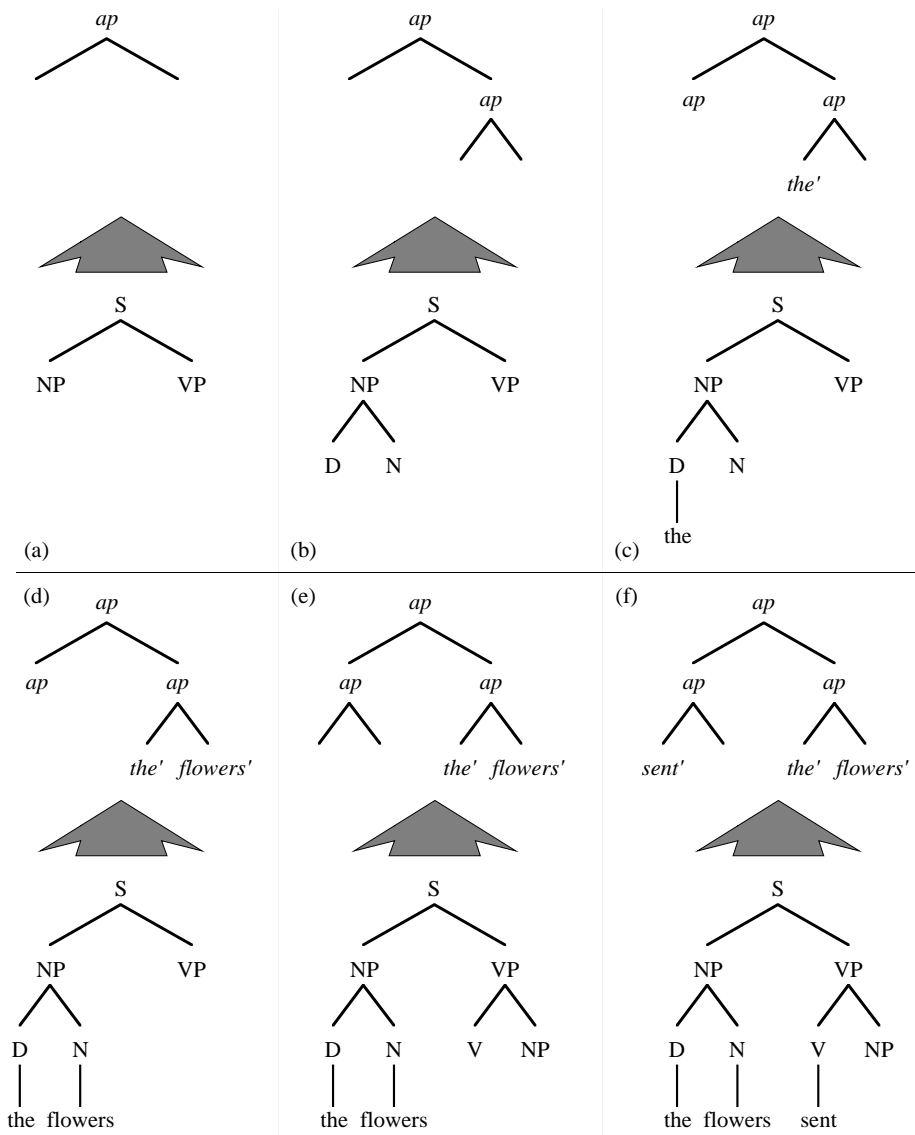 ap ap ap
ap ap ap
the'
S S S
NP VP NP VP NP VP
D N D N
the
(a) (b) (c)
(d) (e) (f)
ap ap ap
ap ap ap ap ap ap
the' flowers' the' flowers' sent' the' flowers'
S S S
NP VP NP VP NP VP
D N D N V NP D N V NP
the flowers the flowers the flowers sent